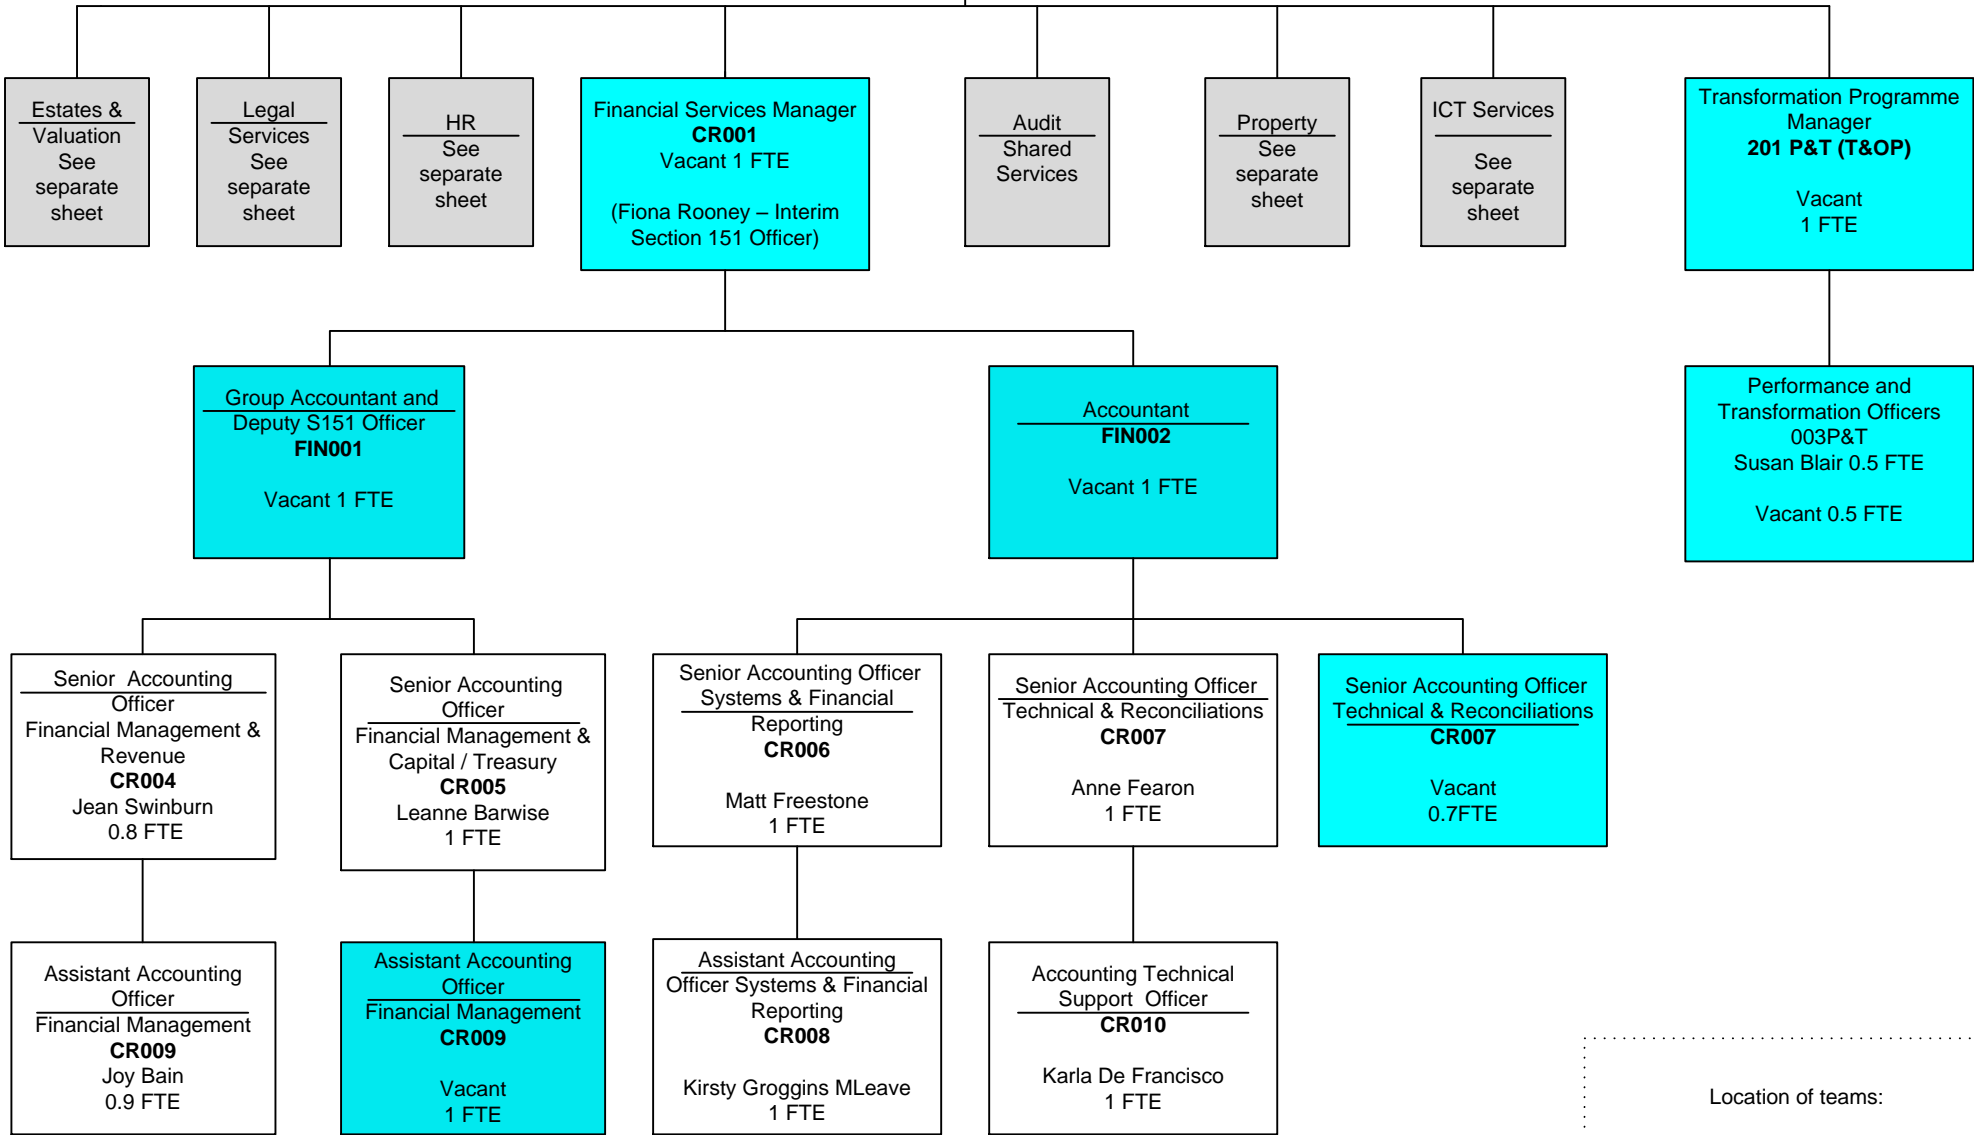 Estates &
Valuation
See
separate
sheet
Legal
Services
See
separate
sheet
HR
See
separate
sheet
Financial Services Manager
CR001
Vacant 1 FTE
(Fiona Rooney – Interim
Section 151 Officer)
Audit
Shared
Services
Property
See
separate
sheet
ICT Services
See
separate
sheet
Transformation Programme
Manager
201 P&T (T&OP)
Vacant
1 FTE
Group Accountant and
Deputy S151 Officer
FIN001
Vacant 1 FTE
Accountant
FIN002
Vacant 1 FTE
Performance and
Transformation Officers
003P&T
Susan Blair 0.5 FTE
Vacant 0.5 FTE
Senior Accounting
Officer
Financial Management &
Revenue
CR004
Jean Swinburn
0.8 FTE
Senior Accounting
Officer
Financial Management &
Capital / Treasury
CR005
Leanne Barwise
1 FTE
Senior Accounting Officer
Systems & Financial
Reporting
CR006
Matt Freestone
1 FTE
Senior Accounting Officer
Technical & Reconciliations
CR007
Anne Fearon
1 FTE
Senior Accounting Officer
Technical & Reconciliations
CR007
Vacant
0.7FTE
Assistant Accounting
Officer
Financial Management
CR009
Joy Bain
0.9 FTE
Assistant Accounting
Officer
Financial Management
CR009
Vacant
1 FTE
Assistant Accounting
Officer Systems & Financial
Reporting
CR008
Kirsty Groggins MLeave
1 FTE
Accounting Technical
Support Officer
CR010
Karla De Francisco
1 FTE
Location of teams: